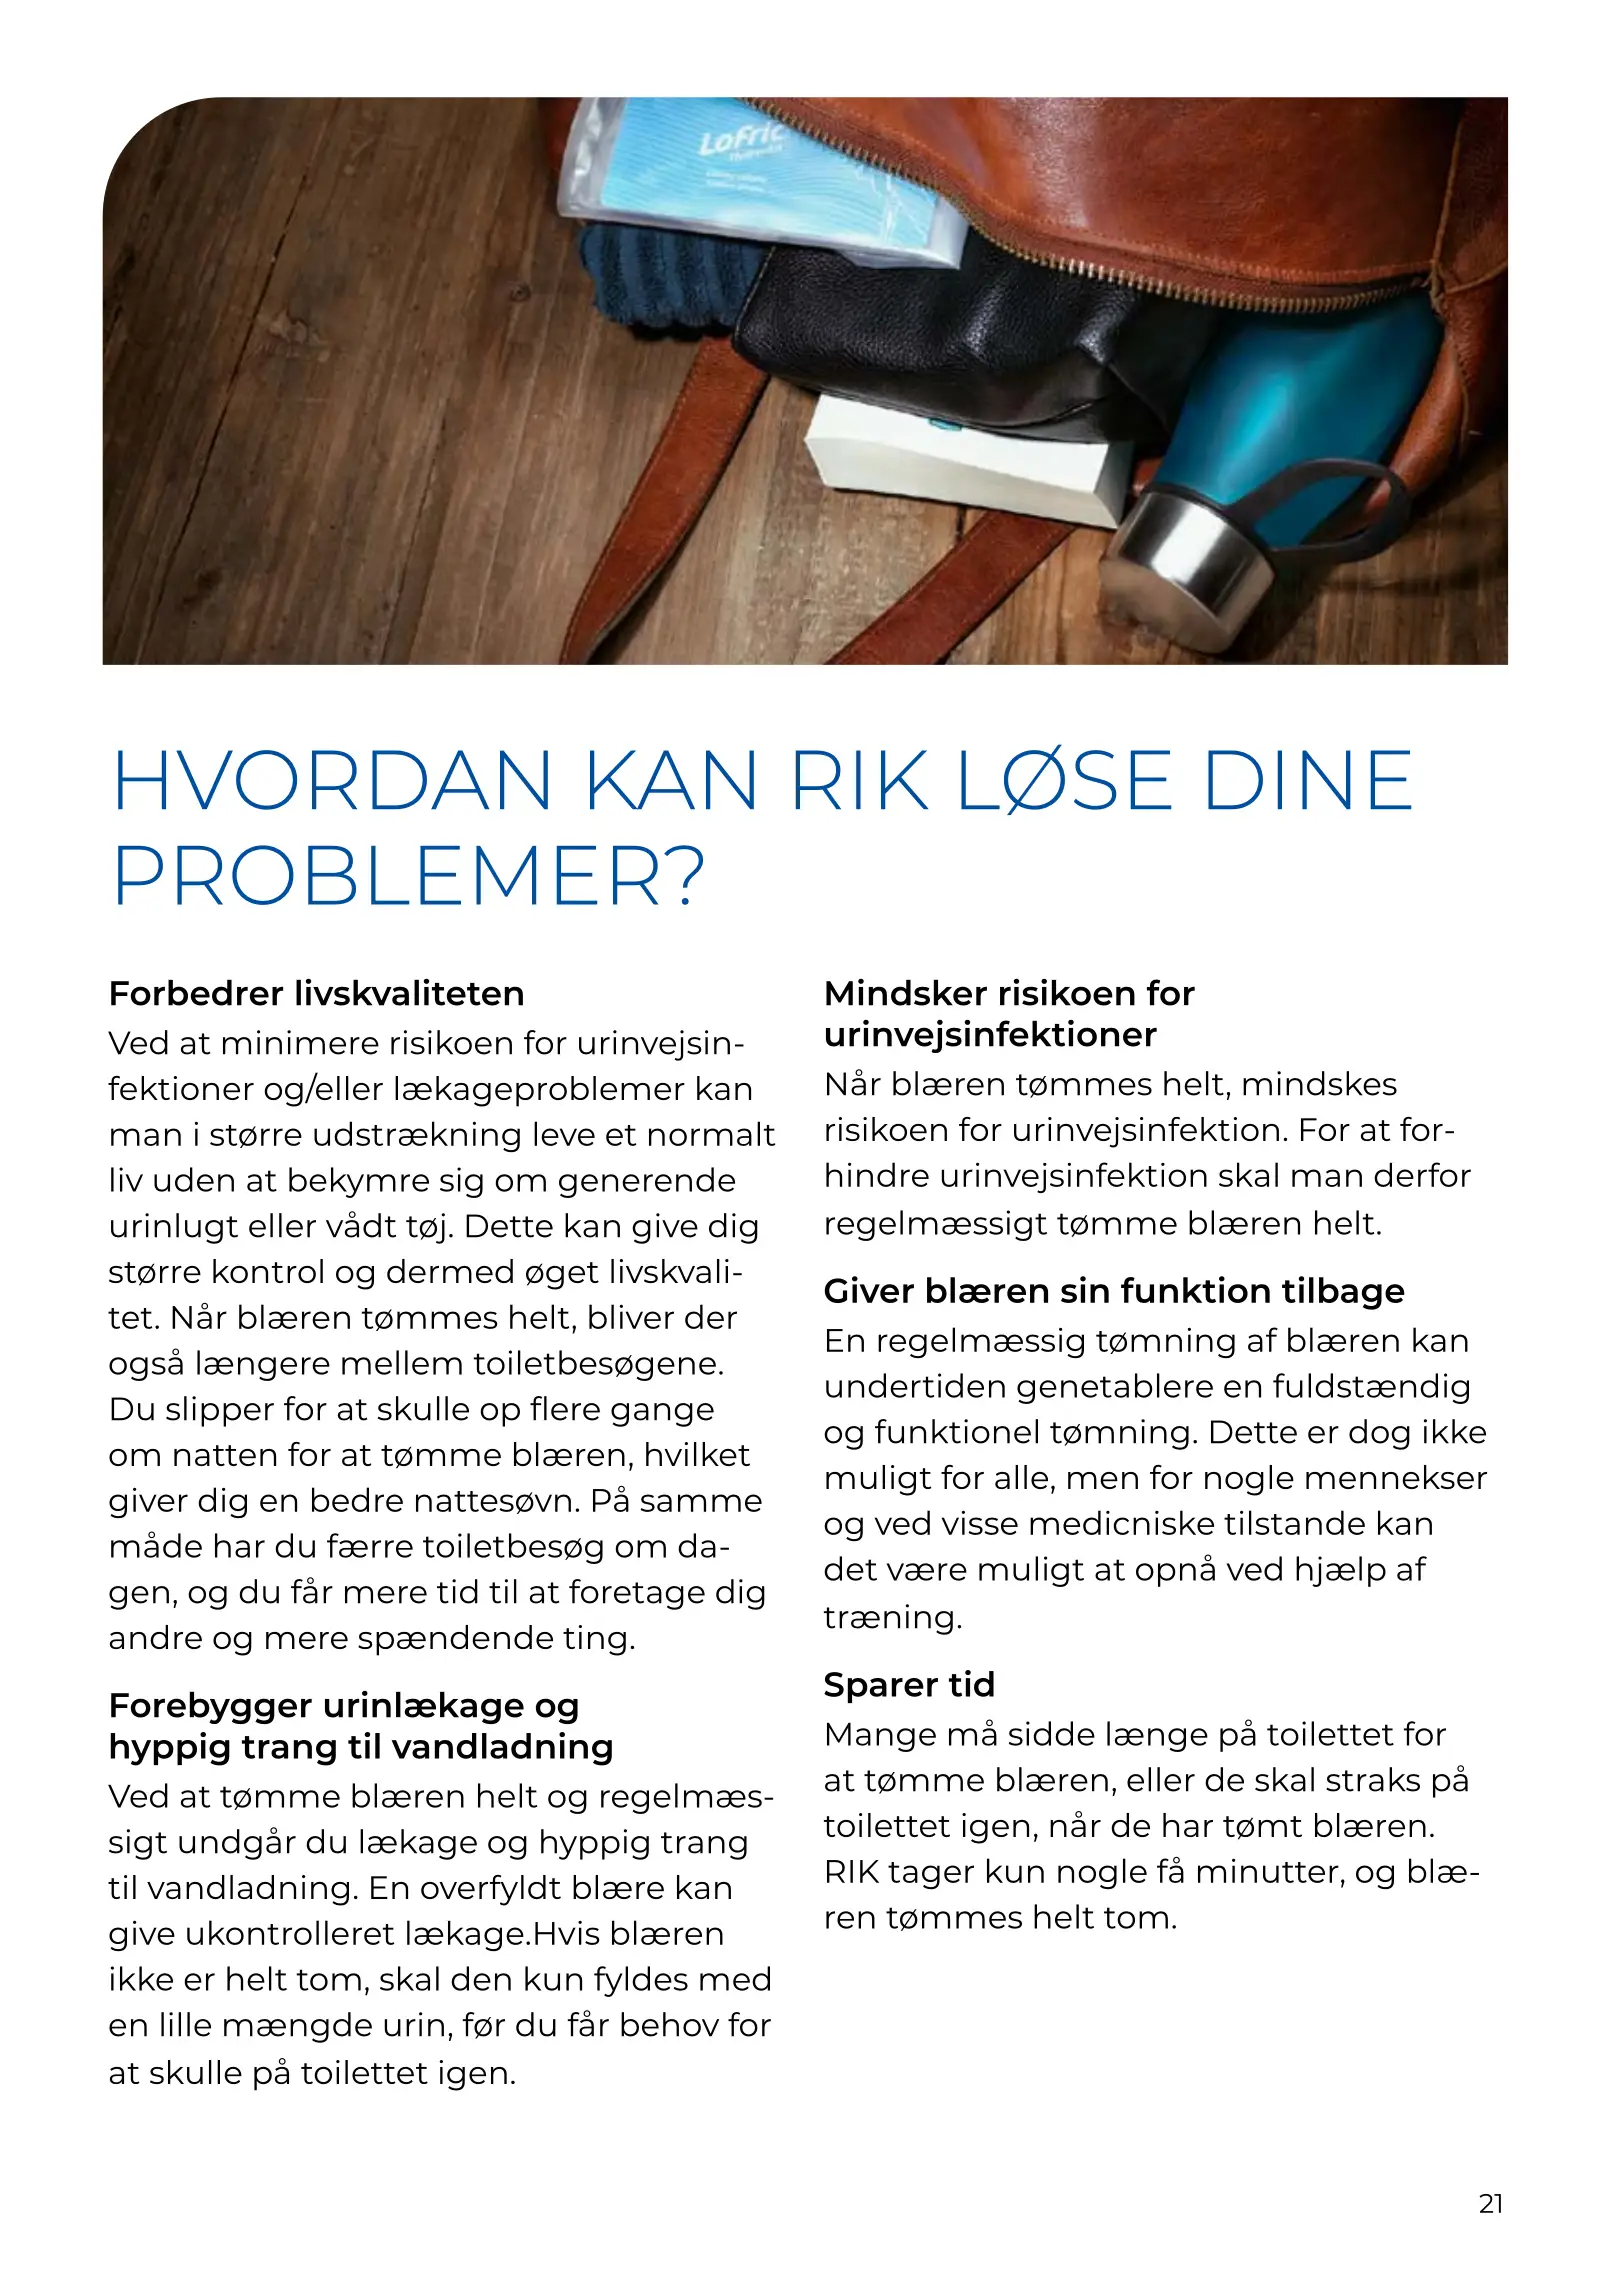 LoFric
HVORDAN KAN RIK LØSE DINE
PROBLEMER?
Forbedrer livskvaliteten
Ved at minimere risikoen for urinvejsin-
fektioner og/eller lækageproblemer kan
man i større udstrækning leve et normalt
liv uden at bekymre sig om generende
urinlugt eller vådt tøj. Dette kan give dig
større kontrol og dermed øget livskvali-
tet. Når blæren tømmes helt, bliver der
også længere mellem toiletbesøgene.
Du slipper for at skulle op flere gange
om natten for at tømme blæren, hvilket
giver dig en bedre nattesøvn. På samme
måde har du færre toiletbesøg om da-
gen, og du får mere tid til at foretage dig
andre og mere spændende ting.
Forebygger urinlækage og
hyppig trang til vandladning
Ved at tømme blæren helt og regelmæs-
sigt undgår du lækage og hyppig trang
til vandladning. En overfyldt blære kan
give ukontrolleret lækage.Hvis blæren
ikke er helt tom, skal den kun fyldes med
en lille mængde urin, før du får behov for
at skulle på toilettet igen.
Mindsker risikoen for
urinvejsinfektioner
Når blæren tømmes helt, mindskes
risikoen for urinvejsinfektion. For at for-
hindre urinvejsinfektion skal man derfor
regelmæssigt tømme blæren helt.
Giver blæren sin funktion tilbage
En regelmæssig tømning af blæren kan
undertiden genetablere en fuldstændig
og funktionel tømning. Dette er dog ikke
muligt for alle, men for nogle mennekser
og ved visse medicniske tilstande kan
det være muligt at opnå ved hjælp af
træning.
Sparer tid
Mange må sidde længe på toilettet for
at tømme blæren, eller de skal straks på
toilettet igen, når de har tømt blæren.
RIK tager kun nogle få minutter, og blæ-
ren tømmes helt tom.
21